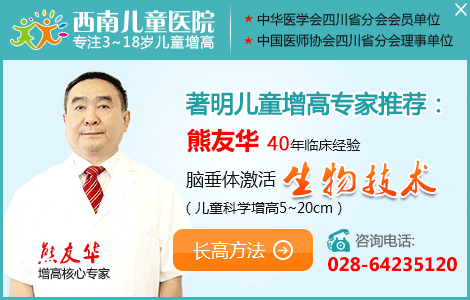 西南儿童医院
专注3~18岁儿童增高
★ 中华医学会四川省分会会员单位
★ 中国医师协会四川省分会理事单位
著明儿童增高专家推荐：
熊友华 40年临床经验
脑垂体激活 生物技术
（儿童科学增高5~20cm）
熊友华
增高核心专家
长高方法
咨询电话:
028-64235120